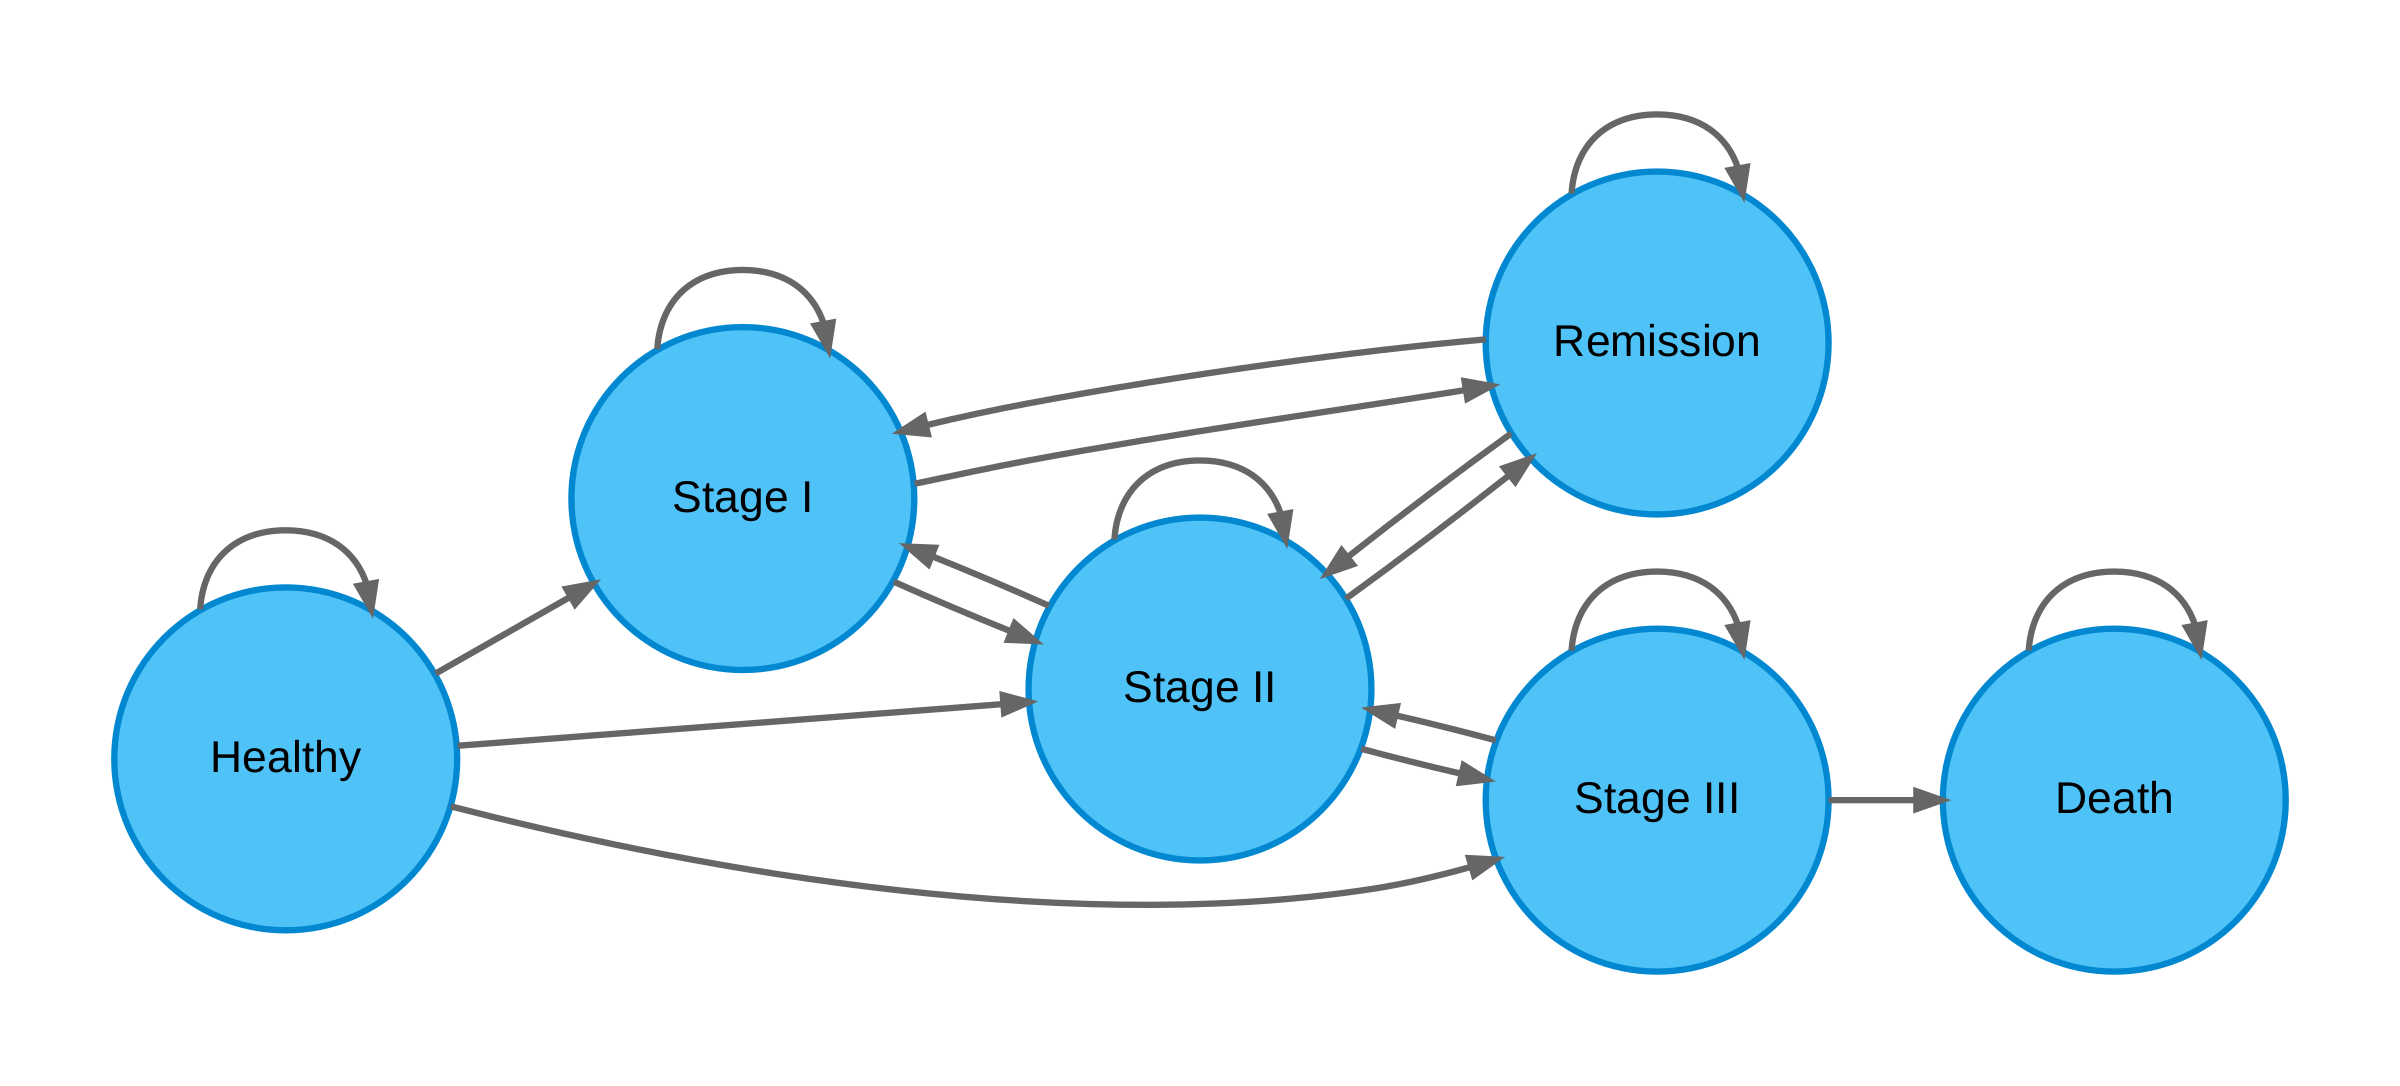 Remission
Stage I
Stage II
Healthy
Stage III
Death